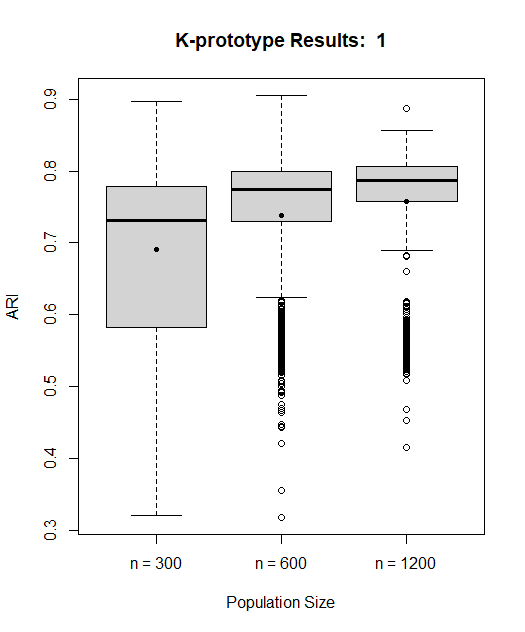 K-prototype Results:  1
0.9
0.8
0.7
0.6
0.5
0.4
0.3
ARI
n = 300
n = 600
n = 1200
Population Size